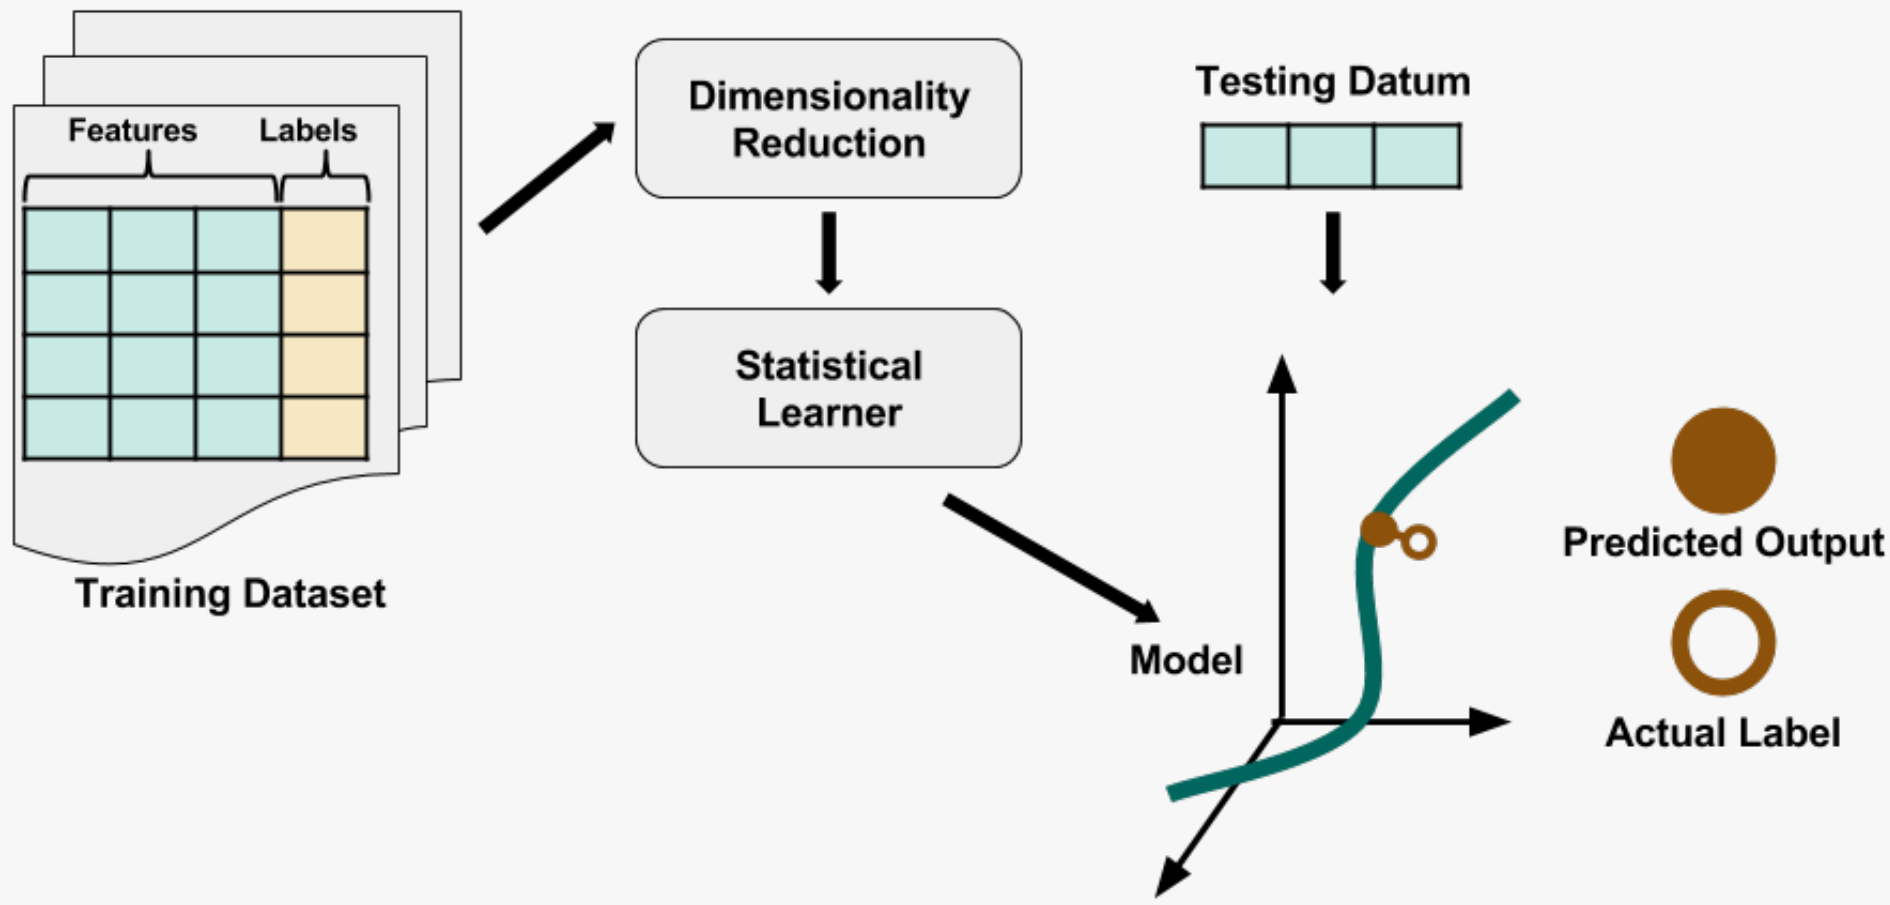 Features
Labels
Training Dataset
Dimensionality
Reduction
Statistical
Learner
Testing Datum
Model
Predicted Output
Actual Label